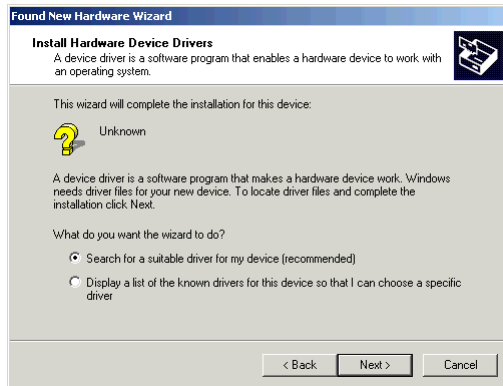 Found New Hardware Wizard
Install Hardware Device Drivers
A device driver is a software program that enables a hardware device to work with
an operating system.
This wizard will complete the installation for this device:
Unknown
A device driver is a software program that makes a hardware device work. Windows
needs driver files for your new device. To locate driver files and complete the
installation click Next.
What do you want the wizard to do?
Search for a suitable driver for my device (recommended)
Display a list of the known drivers for this device so that I can choose a specific
driver
< Back Next > Cancel